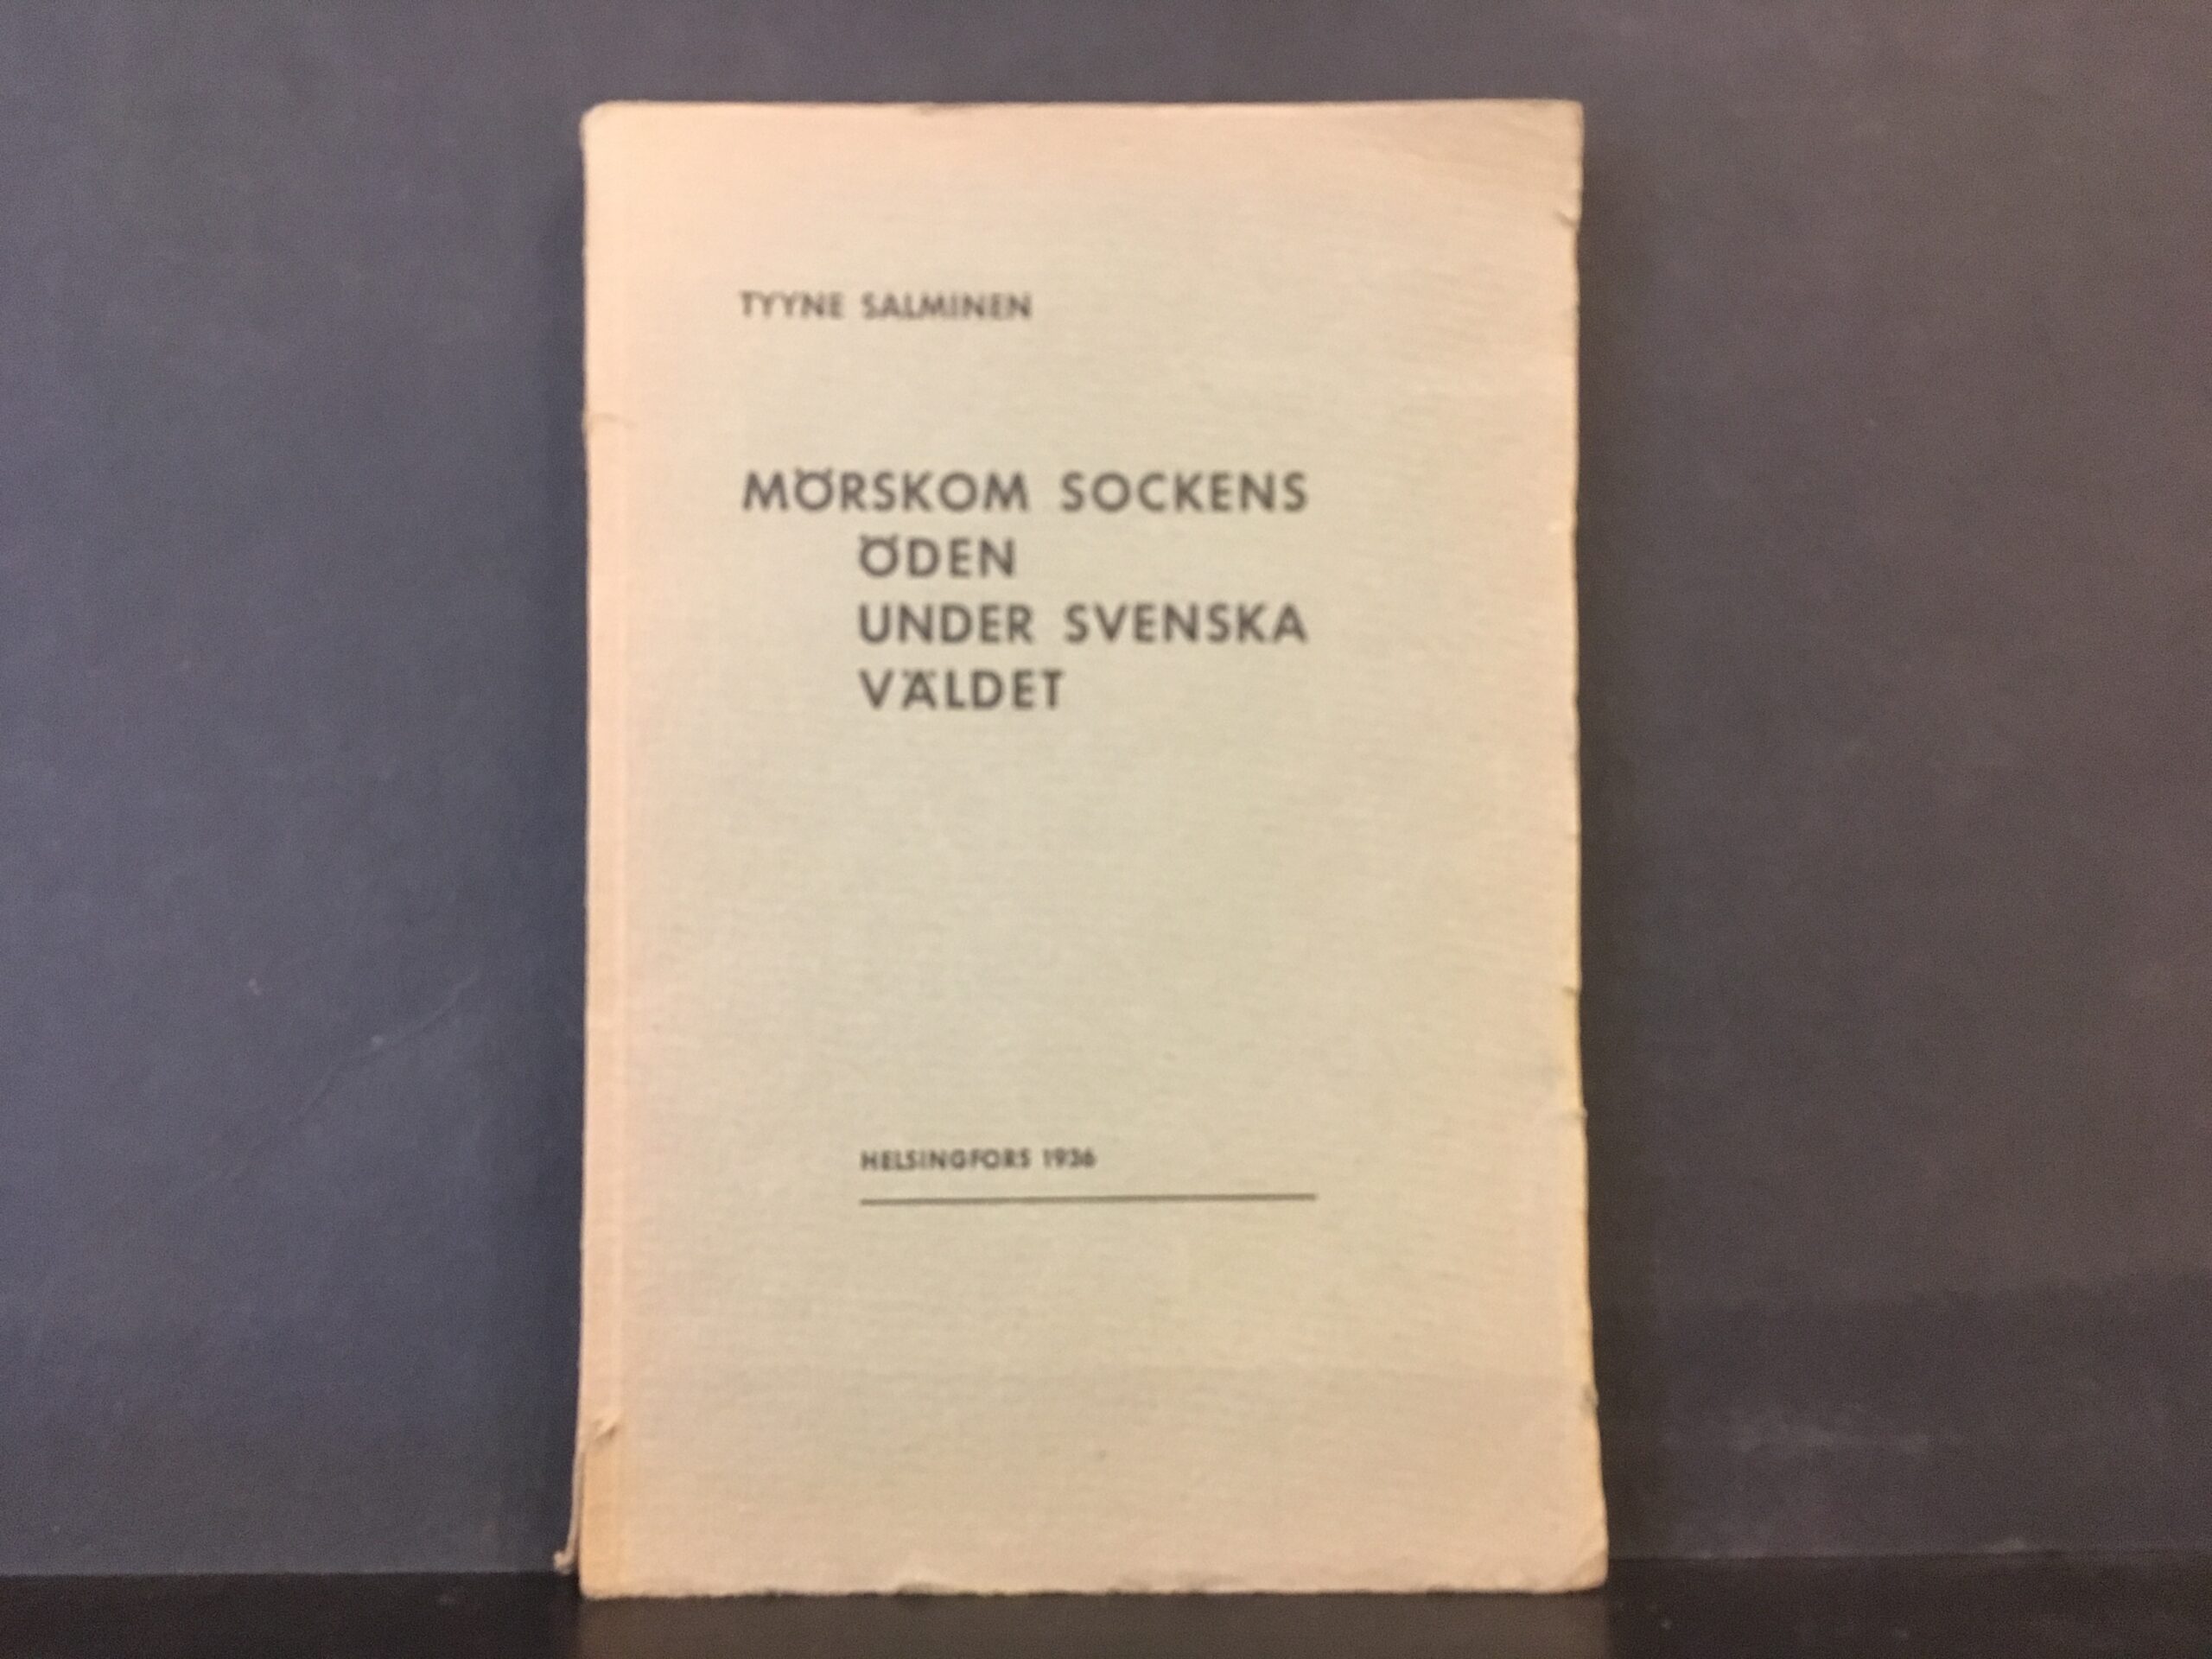 TYYNE SALMINEN
MÖRSKOM SOCKENS
ÖDEN
UNDER SVENSKA
VÄLDET
HELSINGFORS 1936